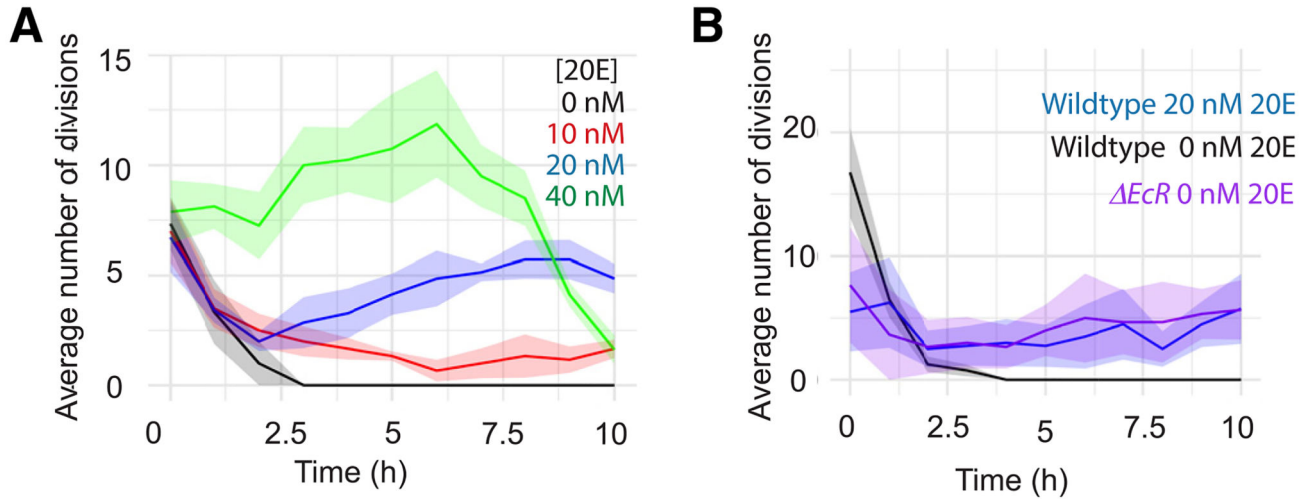 A
Average number of divisions
15
10
5
0
[20E]
0 nM
10 nM
20 nM
40 nM
0 2.5 5 7.5 10
Time (h)
B
Average number of divisions
20
10
0
Wildtype 20 nM 20E
Wildtype 0 nM 20E
ΔEcR 0 nM 20E
0 2.5 5 7.5 10
Time (h)